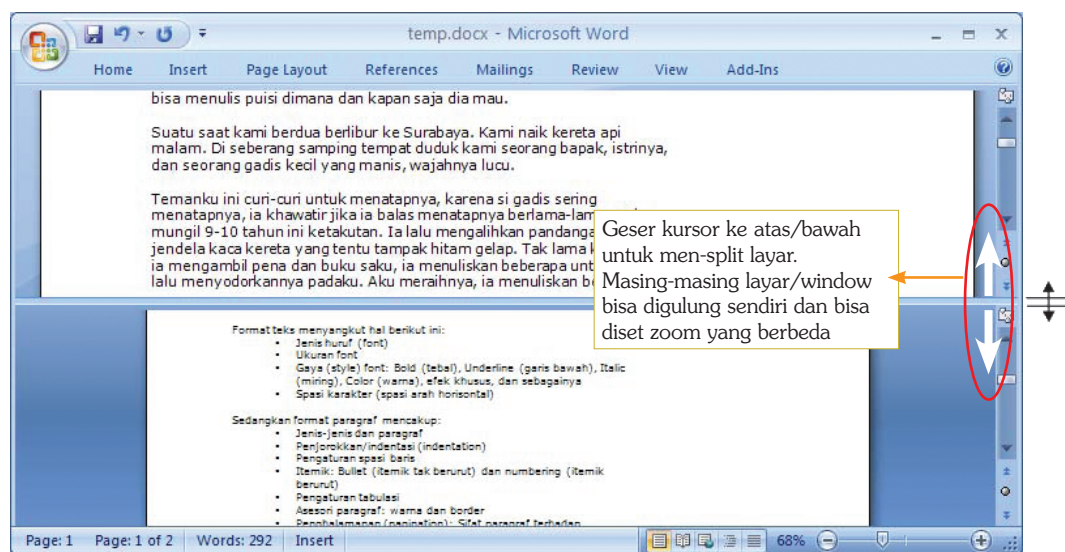 temp.docx - Microsoft Word
Home Insert Page Layout References Mailings Review View Add-Ins
bisa menulis puisi dimana dan kapan saja dia mau.
Suatu saat kami berdua berlibur ke Surabaya. Kami naik kereta api
malam. Di seberang samping tempat duduk kami seorang bapak, istrinya,
dan seorang gadis kecil yang manis, wajahnya lucu.
Temanku ini curi-curi untuk menatapnya, karena si gadis sering
menatapnya, ia khawatir jika ia balas menatapnya berlama-lam
mungil 9-10 tahun ini ketakutan. Ia lalu mengalihkan pandanga
jendela kaca kereta yang tentu tampak hitam gelap. Tak lama
ia mengambil pena dan buku saku, ia menuliskan beberapa unt
lalu menyodorkannya padaku. Aku meraihnya, ia menuliskan b
Geser kursor ke atas/bawah
untuk men-split layar.
Masing-masing layar/window
bisa digulung sendiri dan bisa
diset zoom yang berbeda
Format teks menyangkut hal berikut ini:
• Jenis huruf (font)
• Ukuran font
• Gaya (style) font: Bold (tebal), Underline (garis bawah), Italic
(miring), Color (warna), efek khusus, dan sebagainya
• Spasi karakter (spasi arah horisontal)
Sedangkan format paragraf mencakup:
• Jenis-jenis dan paragraf
• Penjorokkan/indentasi (indentation)
• Pengaturan spasi baris
• Itemik: Bullet (itemik tak berurut) dan numbering (itemik
berurut)
• Pengaturan tabulasi
• Asesori paragraf: warna dan border
• Penghalamanan (pagination): Sifat paragraf terhadap
Page: 1 Page: 1 of 2 Words: 292 Insert 68%